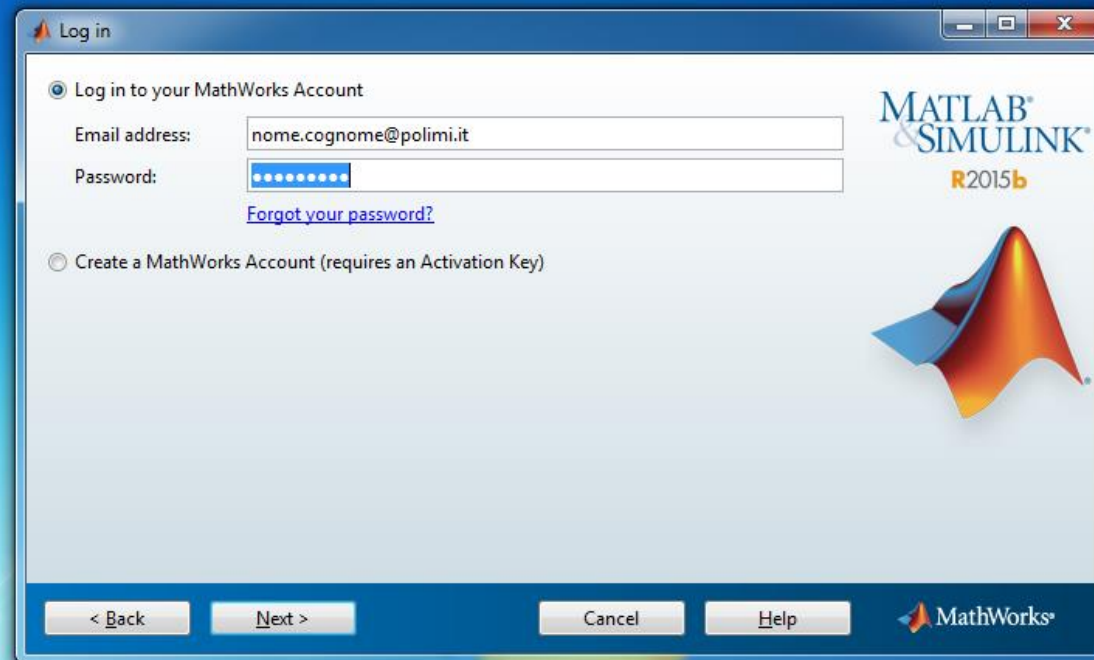 Log in
Log in to your MathWorks Account
Email address:
nome.cognome@polimi.it
Password:
•••••••••
Forgot your password?
Create a MathWorks Account (requires an Activation Key)
MATLAB®
&SIMULINK®
R2015b
< Back
Next >
Cancel
Help
MathWorks®